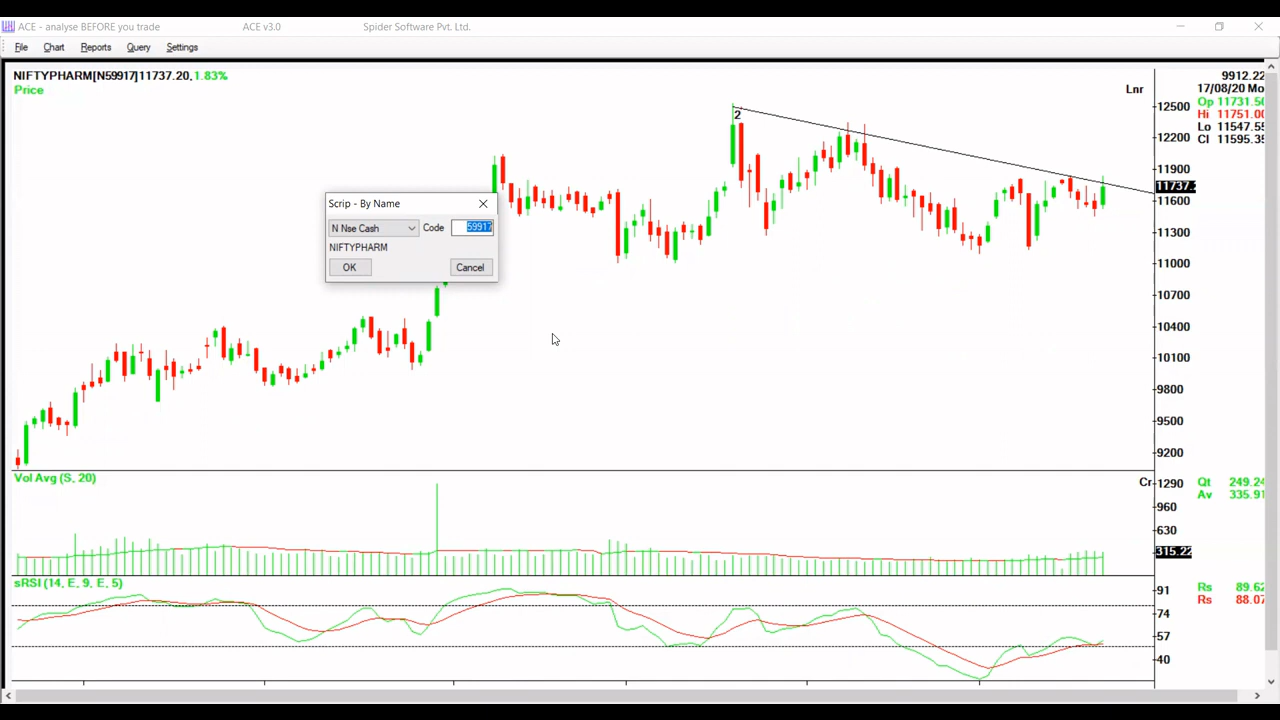 ACE - analyse BEFORE you trade ACE v3.0 Spider Software Pvt. Ltd.
File Chart Reports Query Settings
NIFTYPHARM[N59917]11737.20,1.83%
Price
Lnr
9912.22
17/08/20 Mo
Op 11731.50
Hi 11751.00
Lo 11547.55
Cl 11595.35
2
12500
12200
11900
11737.
11600
11300
11000
10700
10400
10100
9800
9500
9200
Scrip - By Name
N Nse Cash Code 59917
NIFTYPHARM
OK Cancel
Vol Avg (S, 20)
Cr
1290
960
630
315.22
Qt 249.24
Av 335.91
sRSI (14, E, 9, E, 5)
91
74
57
40
Rs 89.62
Rs 88.07